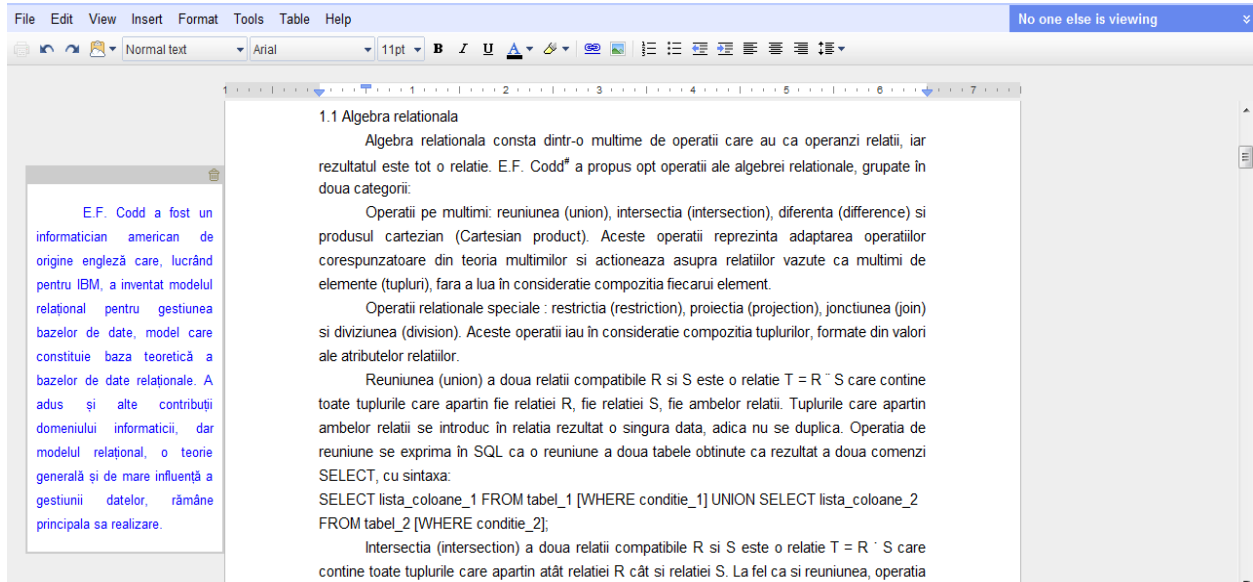 File Edit View Insert Format Tools Table Help
No one else is viewing
Normal text Arial 11pt B I U A
1 1 2 3 4 5 6 7
1.1 Algebra relationala
Algebra relationala consta dintr-o multime de operatii care au ca operanzi relatii, iar
rezultatul este tot o relatie. E.F. Codd# a propus opt operatii ale algebrei relationale, grupate în
doua categorii:
Operatii pe multimi: reuniunea (union), intersectia (intersection), diferenta (difference) si
produsul cartezian (Cartesian product). Aceste operatii reprezinta adaptarea operatiilor
corespunzatoare din teoria multimilor si actioneaza asupra relatiilor vazute ca multimi de
elemente (tupluri), fara a lua în consideratie compozitia fiecarui element.
Operatii relationale speciale : restrictia (restriction), proiectia (projection), jonctiunea (join)
si diviziunea (division). Aceste operatii iau în consideratie compozitia tuplurilor, formate din valori
ale atributelor relatiilor.
Reuniunea (union) a doua relatii compatibile R si S este o relatie T = R ¨ S care contine
toate tuplurile care apartin fie relatiei R, fie relatiei S, fie ambelor relatii. Tuplurile care apartin
ambelor relatii se introduc în relatia rezultat o singura data, adica nu se duplica. Operatia de
reuniune se exprima în SQL ca o reuniune a doua tabele obtinute ca rezultat a doua comenzi
SELECT, cu sintaxa:
SELECT lista_coloane_1 FROM tabel_1 [WHERE conditie_1] UNION SELECT lista_coloane_2
FROM tabel_2 [WHERE conditie_2];
Intersectia (intersection) a doua relatii compatibile R si S este o relatie T = R ˙ S care
contine toate tuplurile care apartin atât relatiei R cât si relatiei S. La fel ca si reuniunea, operatia
E.F. Codd a fost un
informatician american de
origine engleză care, lucrând
pentru IBM, a inventat modelul
relațional pentru gestiunea
bazelor de date, model care
constituie baza teoretică a
bazelor de date relaționale. A
adus și alte contribuții
domeniului informaticii, dar
modelul relațional, o teorie
generală și de mare influență a
gestiunii datelor, rămâne
principala sa realizare.